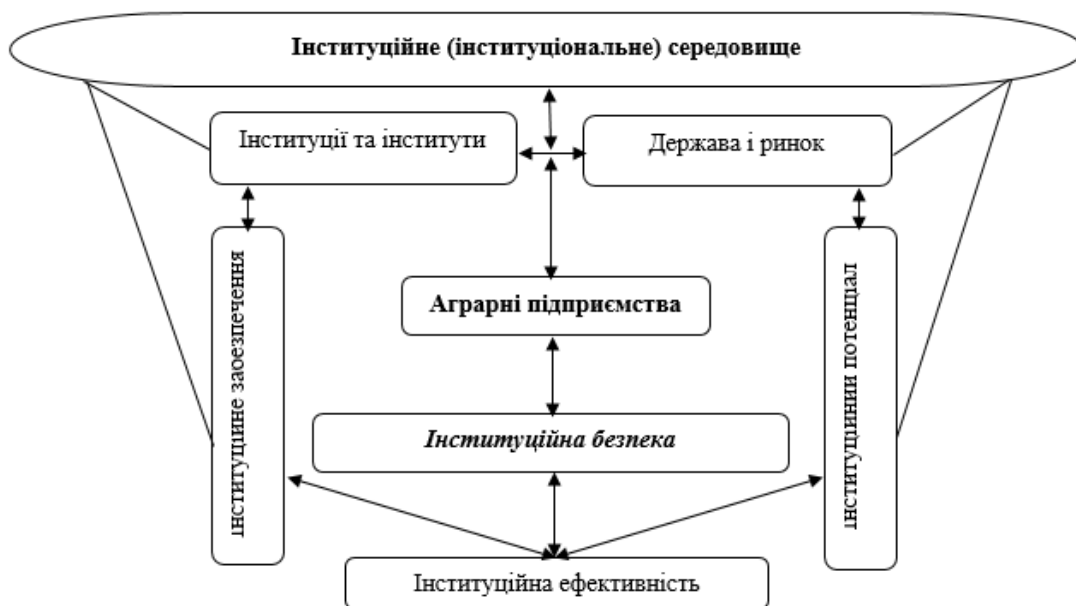 Інституційне (інституціональне) середовище
Інституції та інститути
Держава і ринок
Інституційне забезпечення
Аграрні підприємства
Інституційний потенціал
Інституційна безпека
Інституційна ефективність